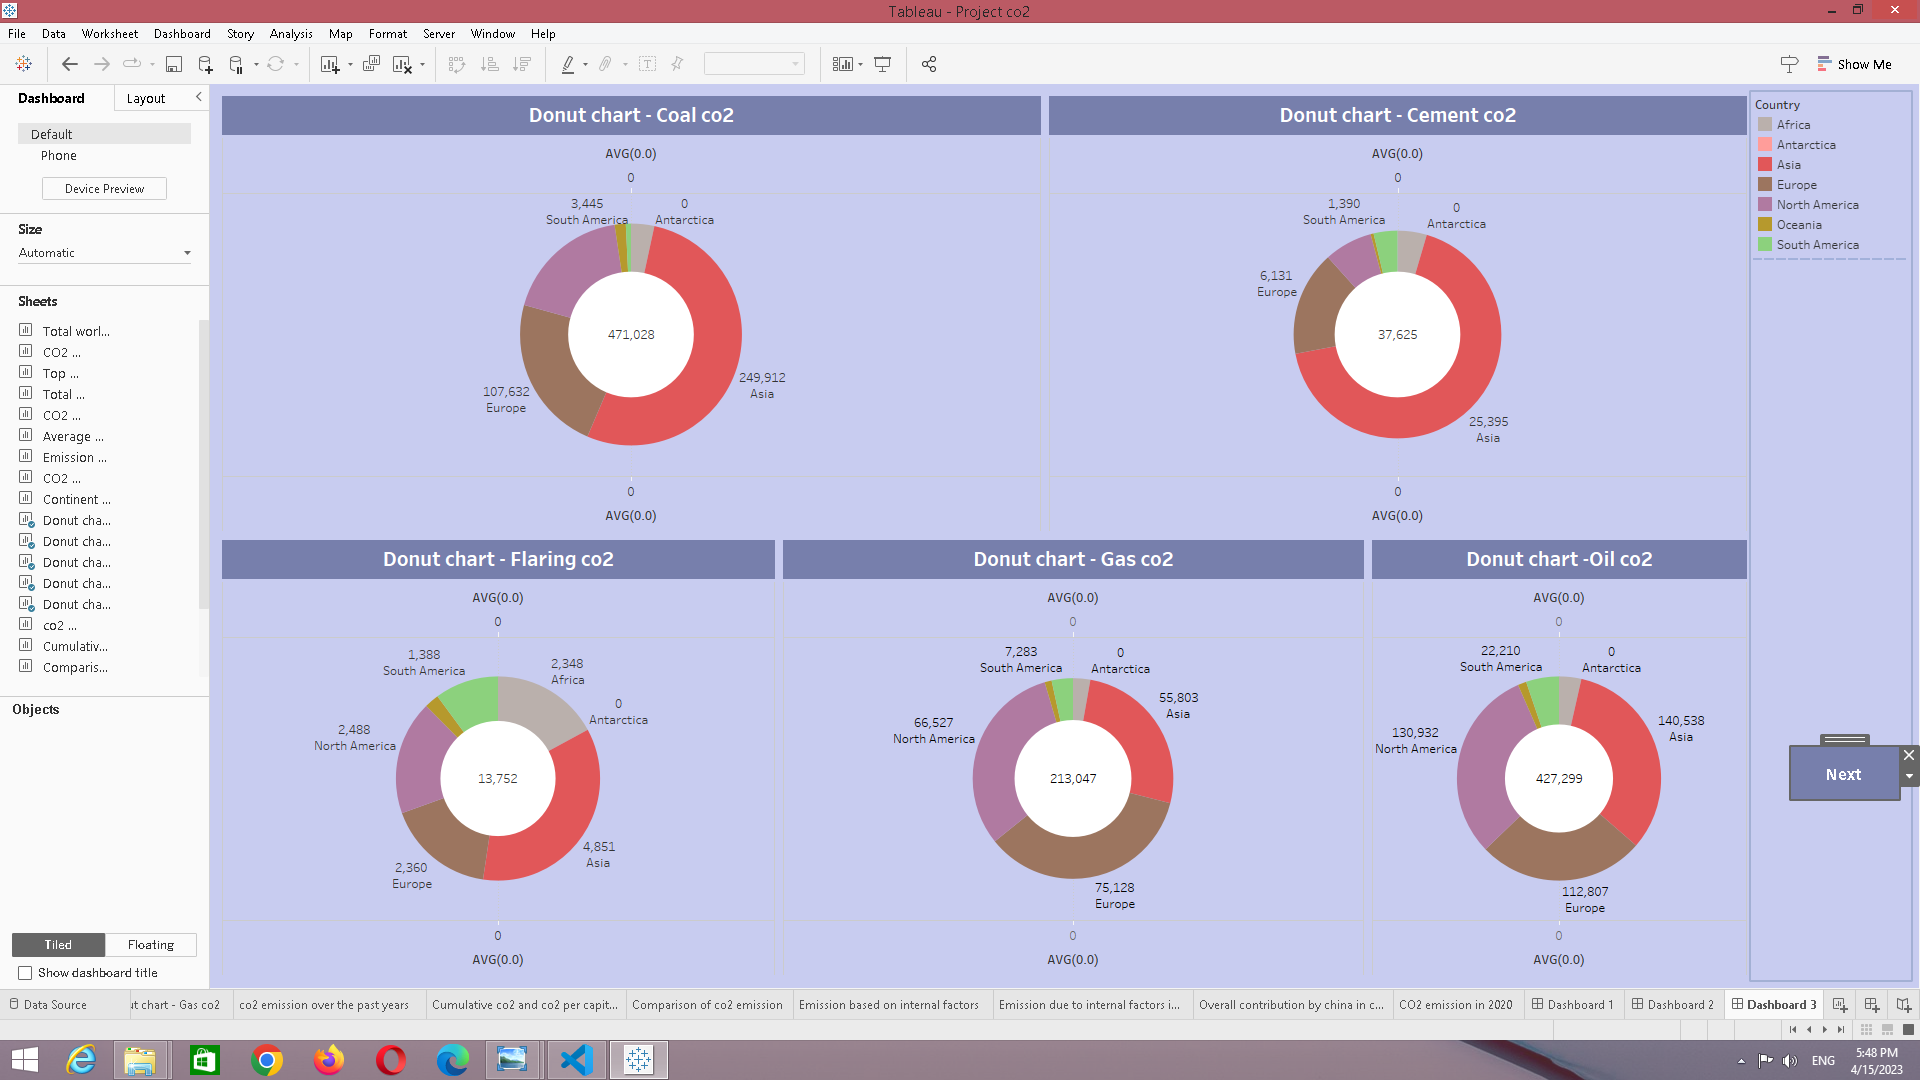 Tableau - Project co2
File Data Worksheet Dashboard Story Analysis Map Format Server Window Help
Show Me
Dashboard Layout
Default
Phone
Device Preview
Size
Automatic
Sheets
Total worl...
CO2 ...
Top ...
Total ...
CO2 ...
Average ...
Emission ...
CO2 ...
Continent ...
Donut cha...
Donut cha...
Donut cha...
Donut cha...
Donut cha...
co2 ...
Cumulativ...
Comparis...
Objects
Tiled Floating
Show dashboard title
Donut chart - Coal co2
AVG(0.0)
0
3,445
South America
0
Antarctica
471,028
249,912
Asia
107,632
Europe
0
AVG(0.0)
Donut chart - Cement co2
AVG(0.0)
0
1,390
South America
0
Antarctica
6,131
Europe
37,625
25,395
Asia
0
AVG(0.0)
Country
Africa
Antarctica
Asia
Europe
North America
Oceania
South America
Donut chart - Flaring co2
AVG(0.0)
0
1,388
South America
2,348
Africa
0
Antarctica
2,488
North America
13,752
4,851
Asia
2,360
Europe
0
AVG(0.0)
Donut chart - Gas co2
AVG(0.0)
0
7,283
South America
0
Antarctica
55,803
Asia
66,527
North America
213,047
75,128
Europe
0
AVG(0.0)
Donut chart -Oil co2
AVG(0.0)
0
22,210
South America
0
Antarctica
140,538
Asia
130,932
North America
427,299
112,807
Europe
0
AVG(0.0)
Next
Data Source ut chart - Gas co2 co2 emission over the past years Cumulative co2 and co2 per capit... Comparison of co2 emission Emission based on internal factors Emission due to internal factors i... Overall contribution by china in c... CO2 emission in 2020 Dashboard 1 Dashboard 2 Dashboard 3
ENG
5:48 PM
4/15/2023